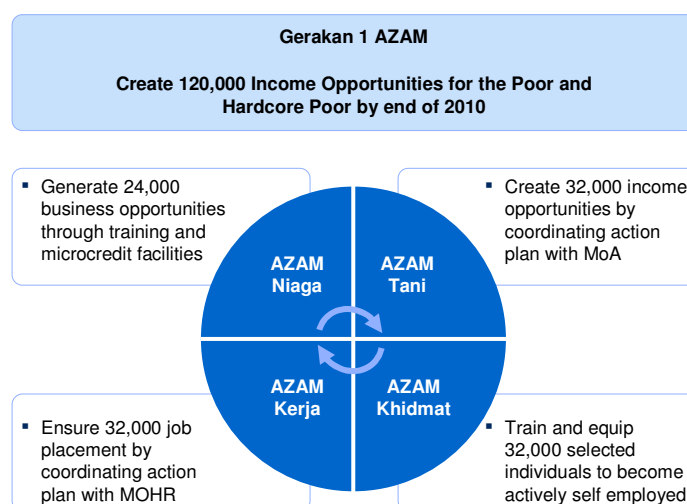 Gerakan 1 AZAM
Create 120,000 Income Opportunities for the Poor and
Hardcore Poor by end of 2010
▪ Generate 24,000
business opportunities
through training and
microcredit facilities
▪ Create 32,000 income
opportunities by
coordinating action
plan with MoA
AZAM
Niaga
AZAM
Tani
AZAM
Kerja
AZAM
Khidmat
▪ Ensure 32,000 job
placement by
coordinating action
plan with MOHR
▪ Train and equip
32,000 selected
individuals to become
actively self employed